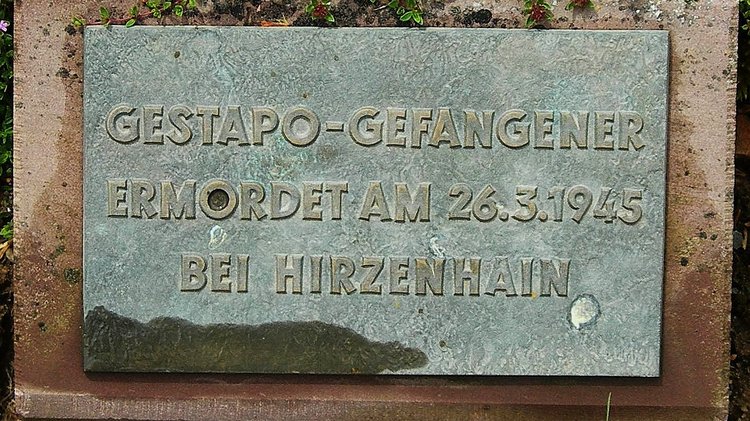 GESTAPO-GEFANGENER
ERMORDET AM 26.3.1945
BEI HIRZENHAIN